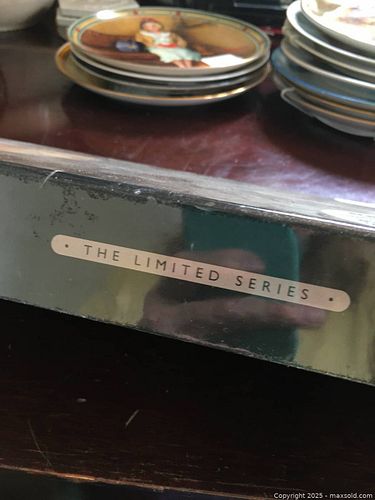 • THE LIMITED SERIES •
Copyright 2025 - maxsold.com